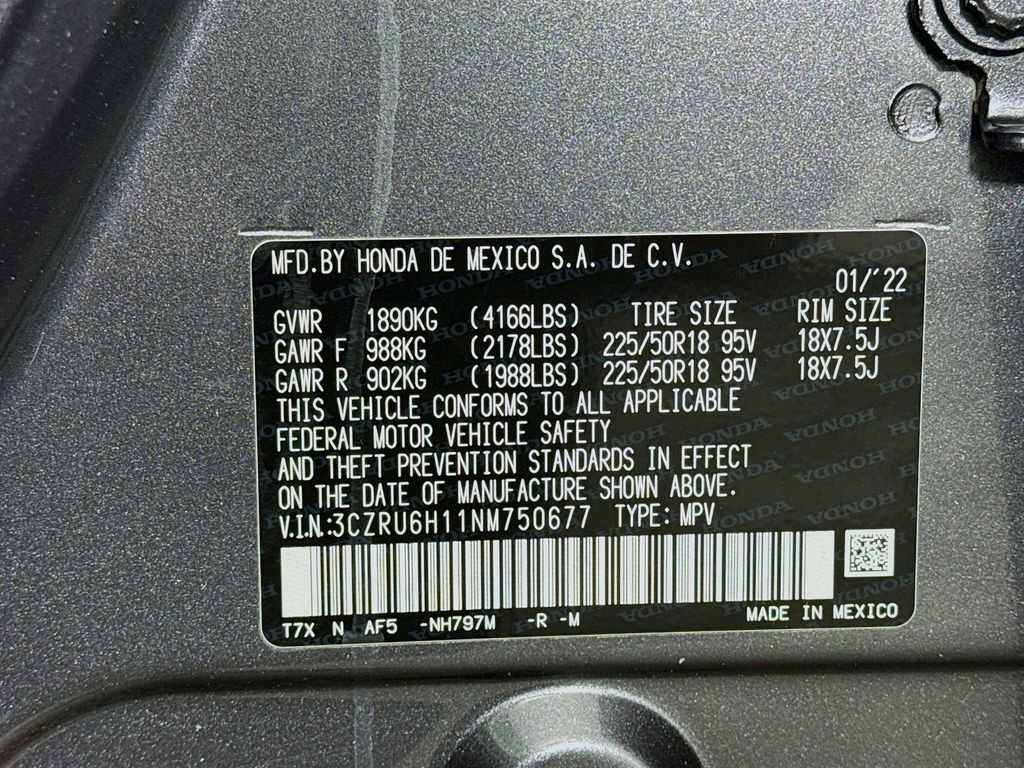 MFD.BY HONDA DE MEXICO S.A. DE C.V.
01/'22
GVWR 1890KG (4166LBS) TIRE SIZE RIM SIZE
GAWR F 988KG (2178LBS) 225/50R18 95V 18X7.5J
GAWR R 902KG (1988LBS) 225/50R18 95V 18X7.5J
THIS VEHICLE CONFORMS TO ALL APPLICABLE
FEDERAL MOTOR VEHICLE SAFETY
AND THEFT PREVENTION STANDARDS IN EFFECT
ON THE DATE OF MANUFACTURE SHOWN ABOVE.
V.I.N.:3CZRU6H11NM750677 TYPE: MPV
T7X N AF5 -NH797M -R -M MADE IN MEXICO